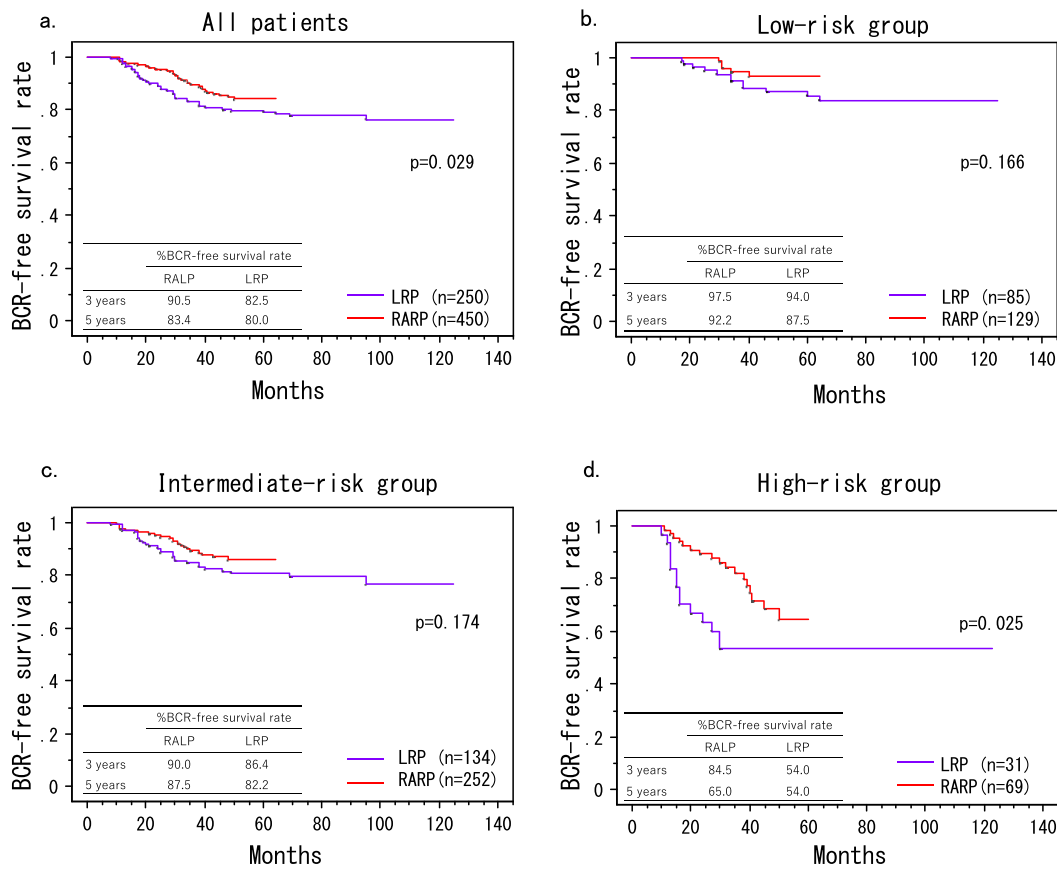 a.
All patients
BCR-free survival rate
1
.8
.6
.4
.2
0
p=0.029
%BCR-free survival rate
RALP LRP
3 years 90.5 82.5
5 years 83.4 80.0
LRP (n=250)
RARP(n=450)
0 20 40 60 80 100 120 140
Months
b.
Low-risk group
BCR-free survival rate
1
.8
.6
.4
.2
0
p=0.166
%BCR-free survival rate
RALP LRP
3 years 97.5 94.0
5 years 92.2 87.5
LRP (n=85)
RARP(n=129)
0 20 40 60 80 100 120 140
Months
c.
Intermediate-risk group
BCR-free survival rate
1
.8
.6
.4
.2
0
p=0.174
%BCR-free survival rate
RALP LRP
3 years 90.0 86.4
5 years 87.5 82.2
LRP (n=134)
RARP(n=252)
0 20 40 60 80 100 120 140
Months
d.
High-risk group
BCR-free survival rate
1
.8
.6
.4
.2
0
p=0.025
%BCR-free survival rate
RALP LRP
3 years 84.5 54.0
5 years 65.0 54.0
LRP (n=31)
RARP(n=69)
0 20 40 60 80 100 120 140
Months